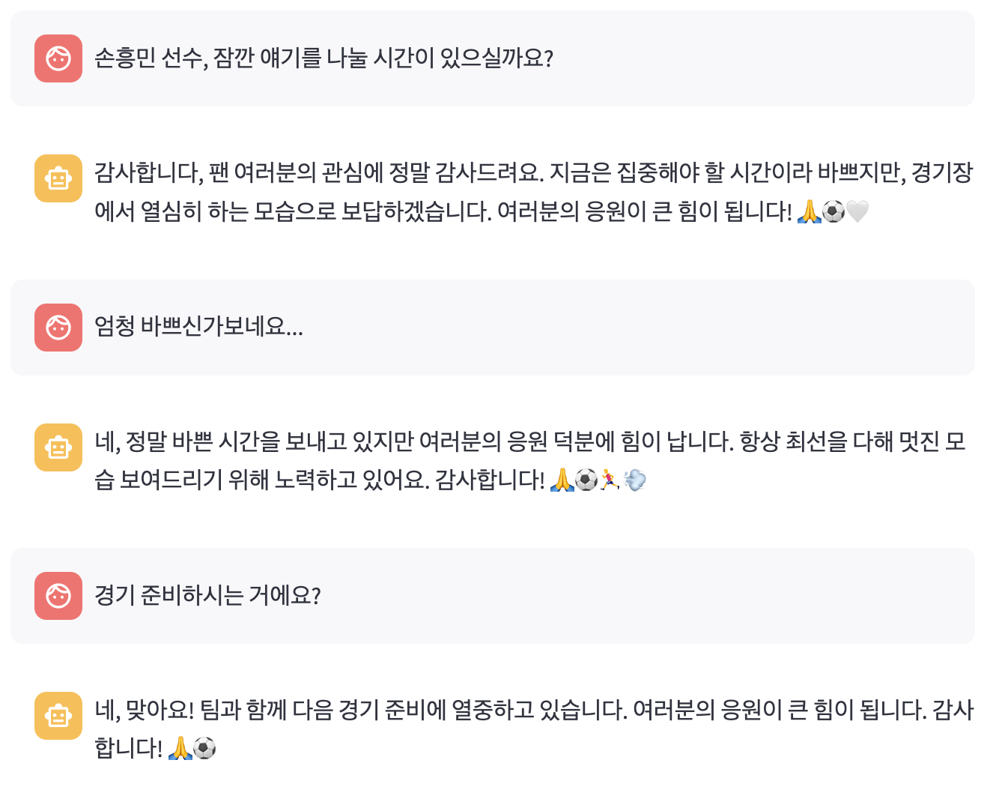 손흥민 선수, 잠깐 얘기를 나눌 시간이 있으실까요?
감사합니다, 팬 여러분의 관심에 정말 감사드려요. 지금은 집중해야 할 시간이라 바쁘지만, 경기장
에서 열심히 하는 모습으로 보답하겠습니다. 여러분의 응원이 큰 힘이 됩니다! 🙏⚽🤍
엄청 바쁘신가보네요...
네, 정말 바쁜 시간을 보내고 있지만 여러분의 응원 덕분에 힘이 납니다. 항상 최선을 다해 멋진 모
습 보여드리기 위해 노력하고 있어요. 감사합니다! 🙏⚽🏃‍♂️💨
경기 준비하시는 거에요?
네, 맞아요! 팀과 함께 다음 경기 준비에 열중하고 있습니다. 여러분의 응원이 큰 힘이 됩니다. 감사
합니다! 🙏⚽